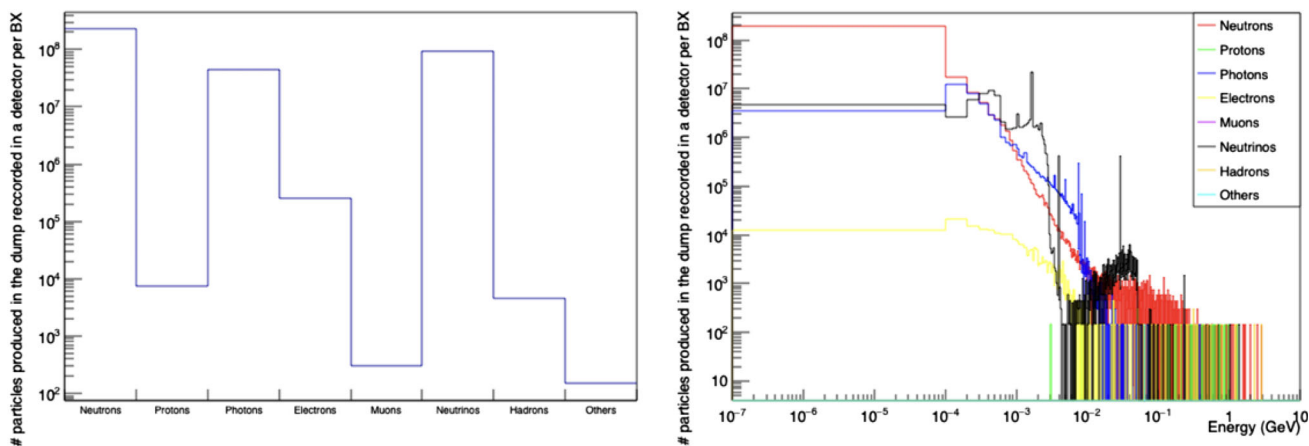 # particles produced in the dump reccorded in a detector per BX
10^8
10^7
10^6
10^5
10^4
10^3
10^2
Neutrons Protons Photons Electrons Muons Neutrinos Hadrons Others
# particles produced in the dump reccorded in a detector per BX
10^8
10^7
10^6
10^5
10^4
10^3
10^2
10
10^-7 10^-6 10^-5 10^-4 10^-3 10^-2 10^-1 1 10
Energy (GeV)
Neutrons
Protons
Photons
Electrons
Muons
Neutrinos
Hadrons
Others